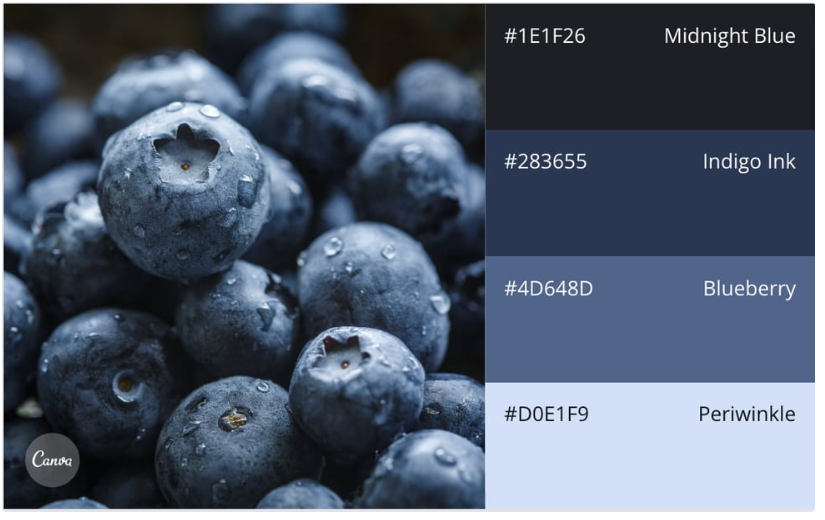 #1E1F26 Midnight Blue
#283655 Indigo Ink
#4D648D Blueberry
#D0E1F9 Periwinkle
Canva